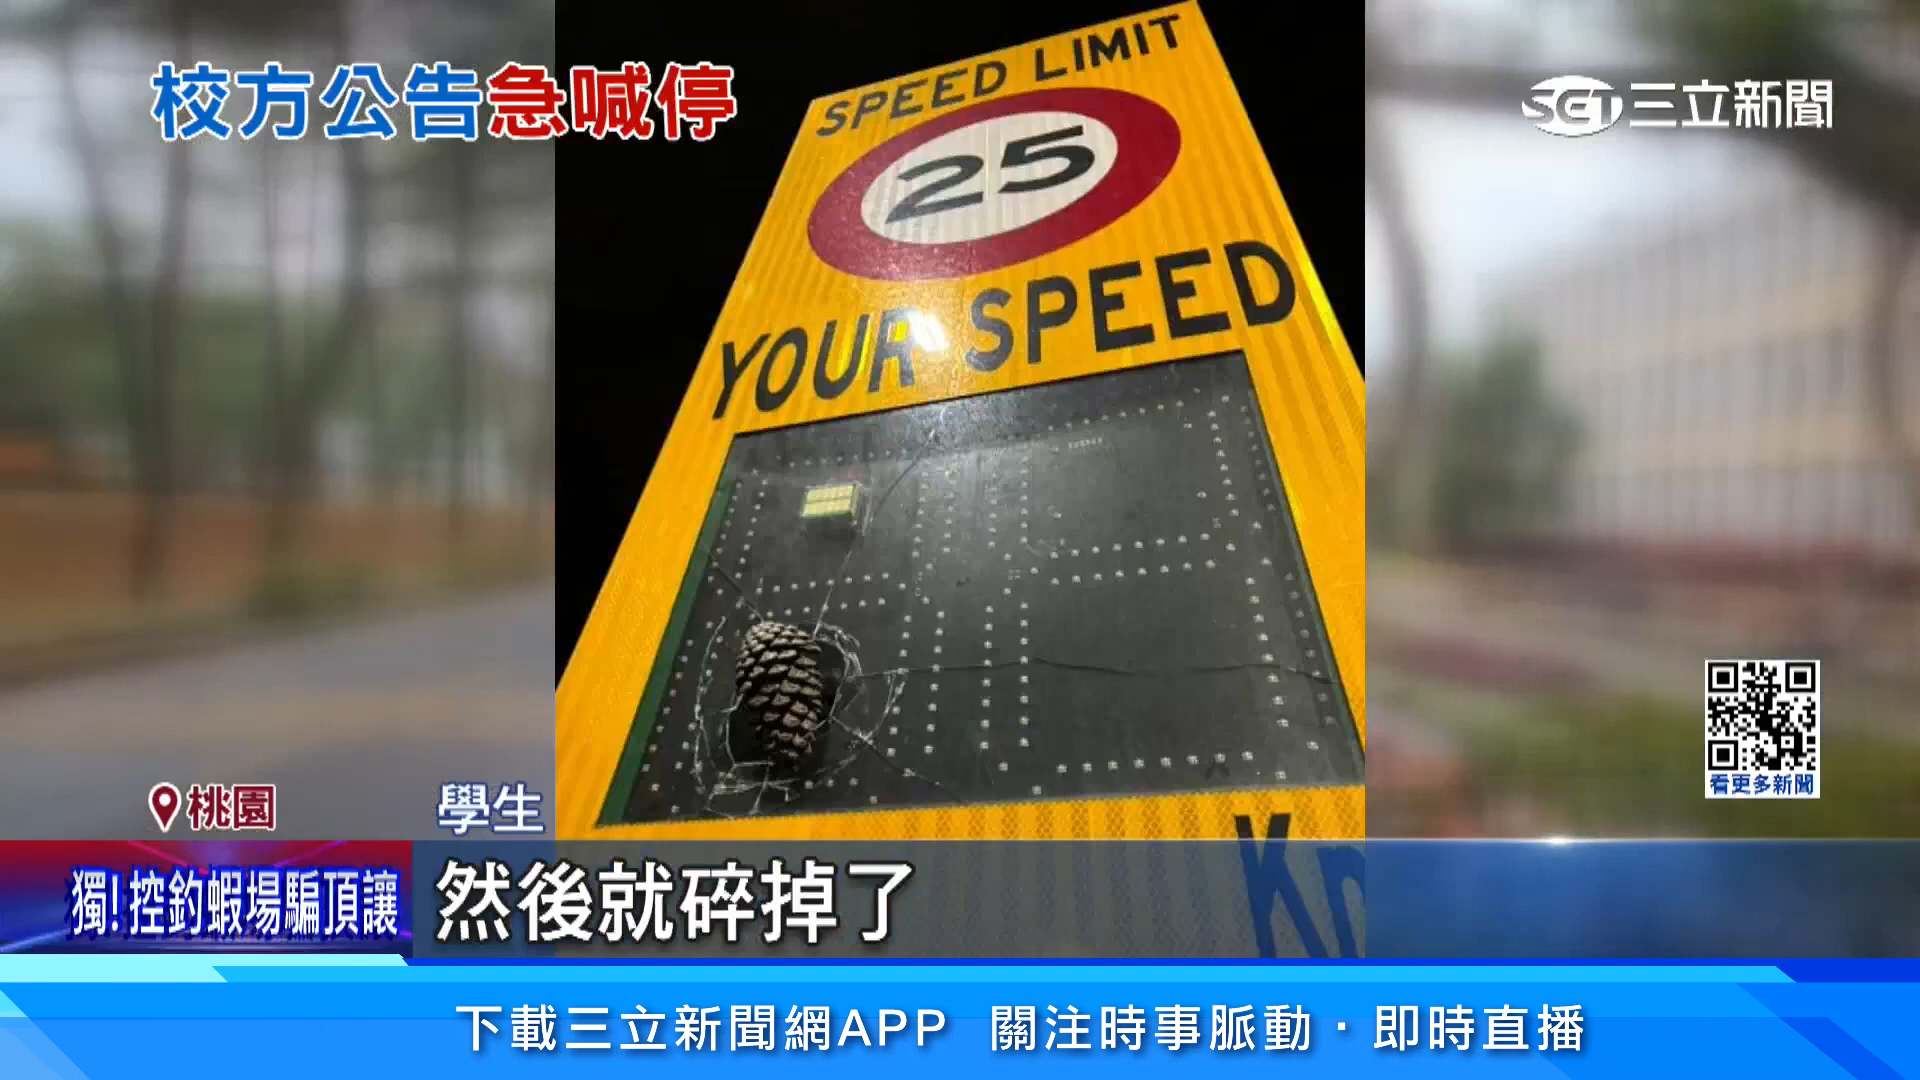 校方公告急喊停
SGT三立新聞
SPEED LIMIT
25
YOUR SPEED
看更多新聞
桃園
學生
獨!控釣蝦場騙頂讓
然後就碎掉了
下載三立新聞網APP 關注時事脈動·即時直播